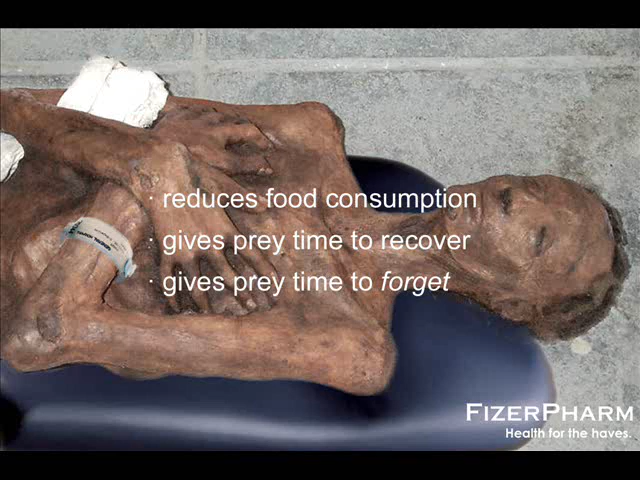 · reduces food consumption
· gives prey time to recover
· gives prey time to forget
FIZERPHARM
Health for the haves.